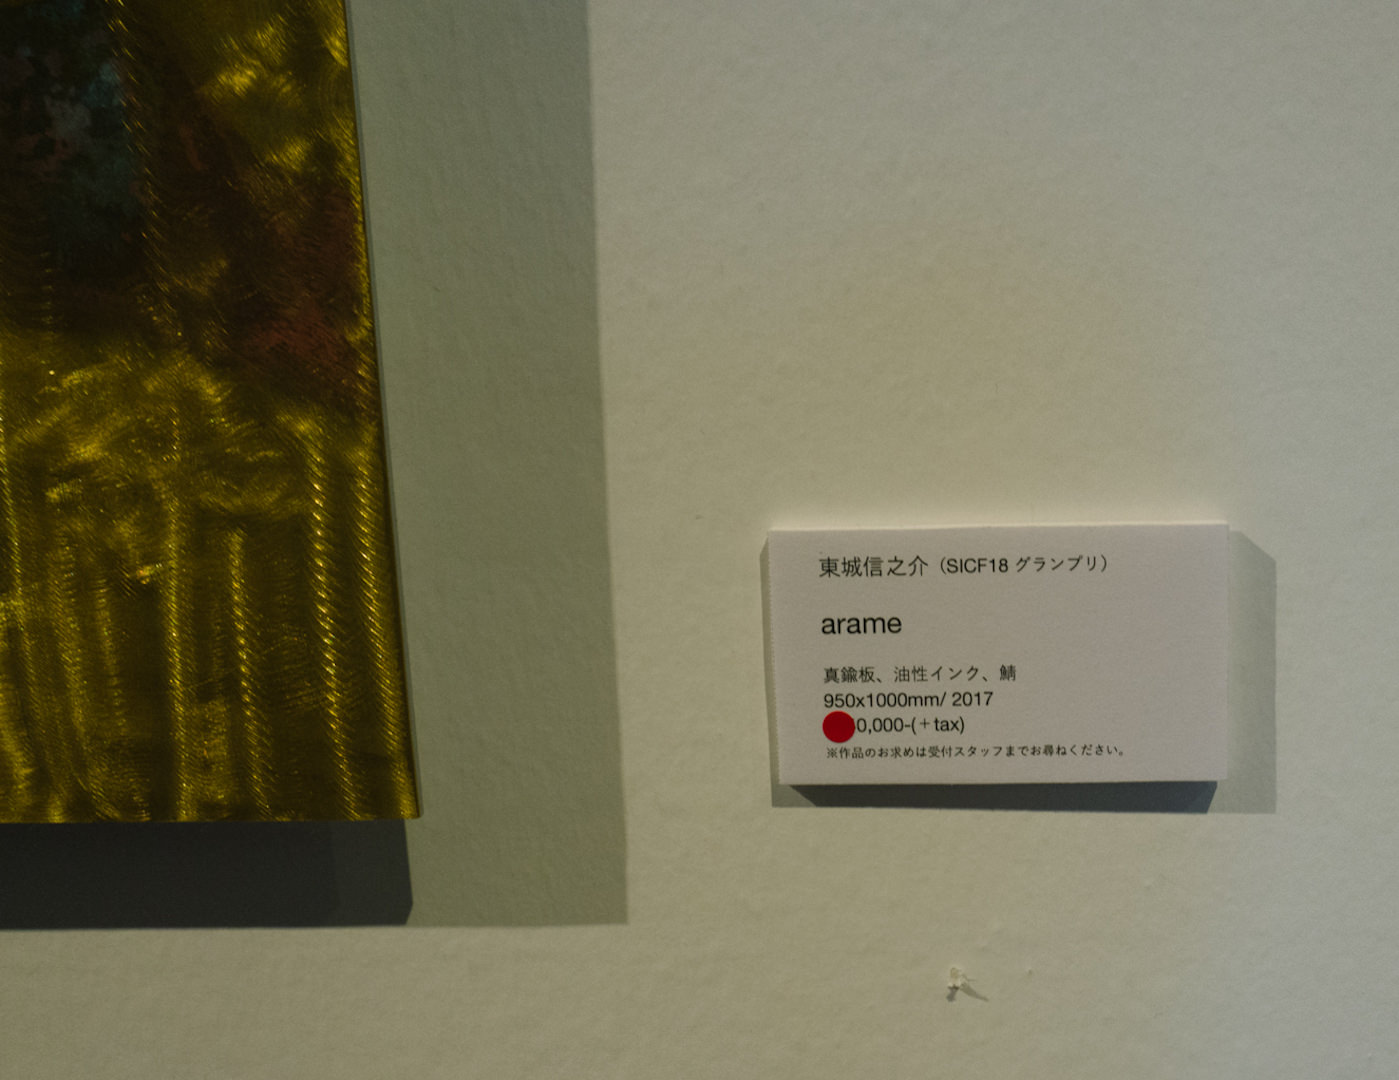 東城信之介（SICF18 グランプリ）
arame
真鍮板、油性インク、鯖
950x1000mm/ 2017
0,000-(+tax)
※作品のお求めは受付スタッフまでお尋ねください。